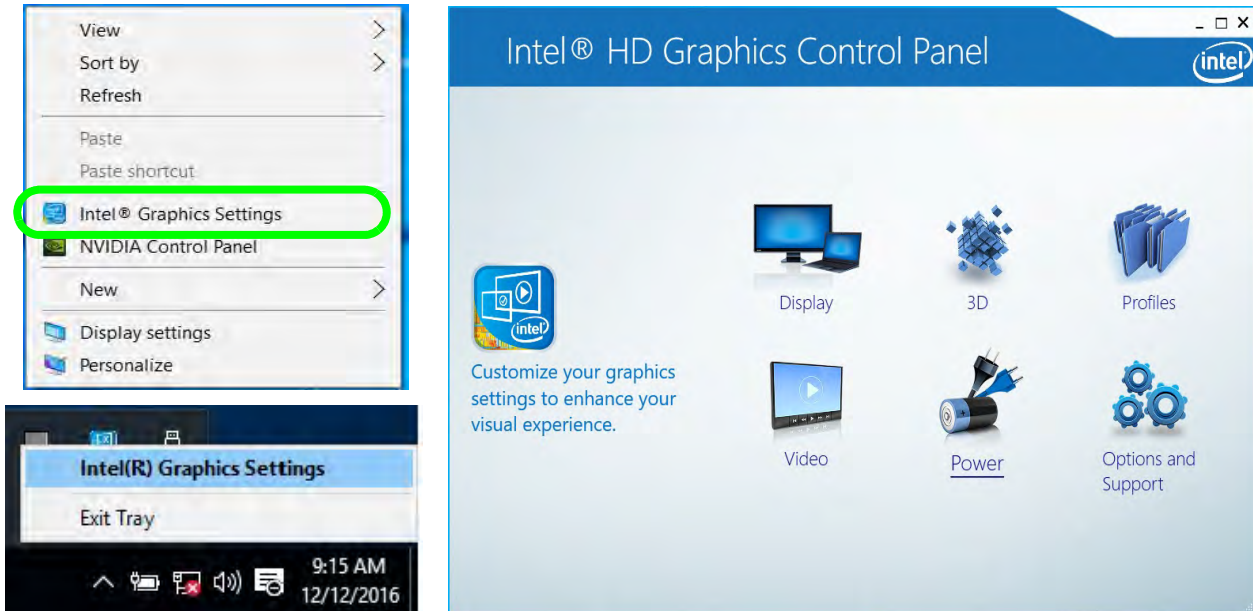 View
Sort by
Refresh
Paste
Paste shortcut
Intel® Graphics Settings
NVIDIA Control Panel
New
Display settings
Personalize
Intel(R) Graphics Settings
Exit Tray
9:15 AM
12/12/2016
Intel® HD Graphics Control Panel
intel
intel
Customize your graphics
settings to enhance your
visual experience.
Display
3D
Profiles
Video
Power
Options and
Support